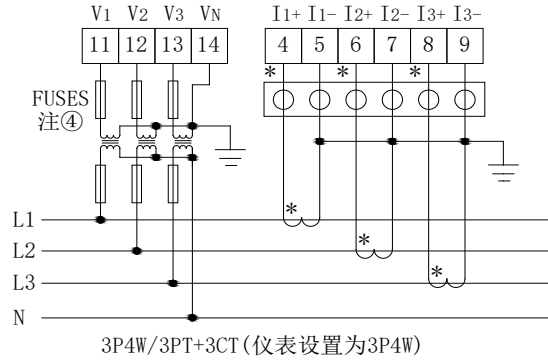 V1 V2 V3 VN I1+ I1- I2+ I2- I3+ I3-
11 12 13 14 4 5 6 7 8 9
* * *
FUSES
注④
L1 *
L2 *
L3 *
N
3P4W/3PT+3CT(仪表设置为3P4W)